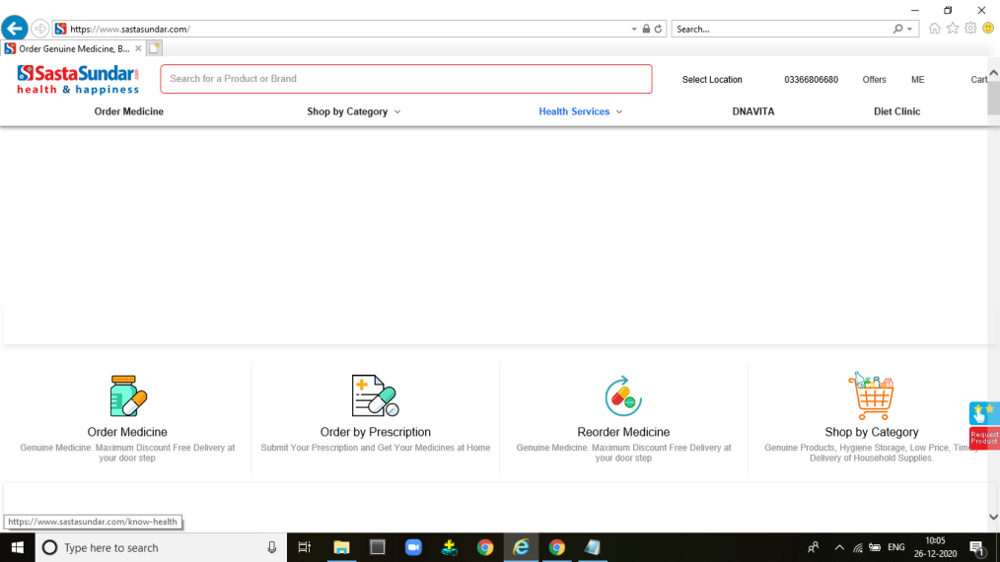 https://www.sastasundar.com/
Search...
Order Genuine Medicine, B...
SastaSundar.com
health & happiness
Search for a Product or Brand
Select Location
03366806680
Offers
ME
Cart
Order Medicine
Shop by Category
Health Services
DNAVITA
Diet Clinic
Order Medicine
Genuine Medicine. Maximum Discount Free Delivery at
your door step
Order by Prescription
Submit Your Prescription and Get Your Medicines at Home
Reorder Medicine
Genuine Medicine. Maximum Discount Free Delivery at
your door step
Shop by Category
Genuine Products, Hygiene Storage, Low Price, Time
Delivery of Household Supplies.
Request
Product
https://www.sastasundar.com/know-health
Type here to search
ENG
10:05
26-12-2020
1